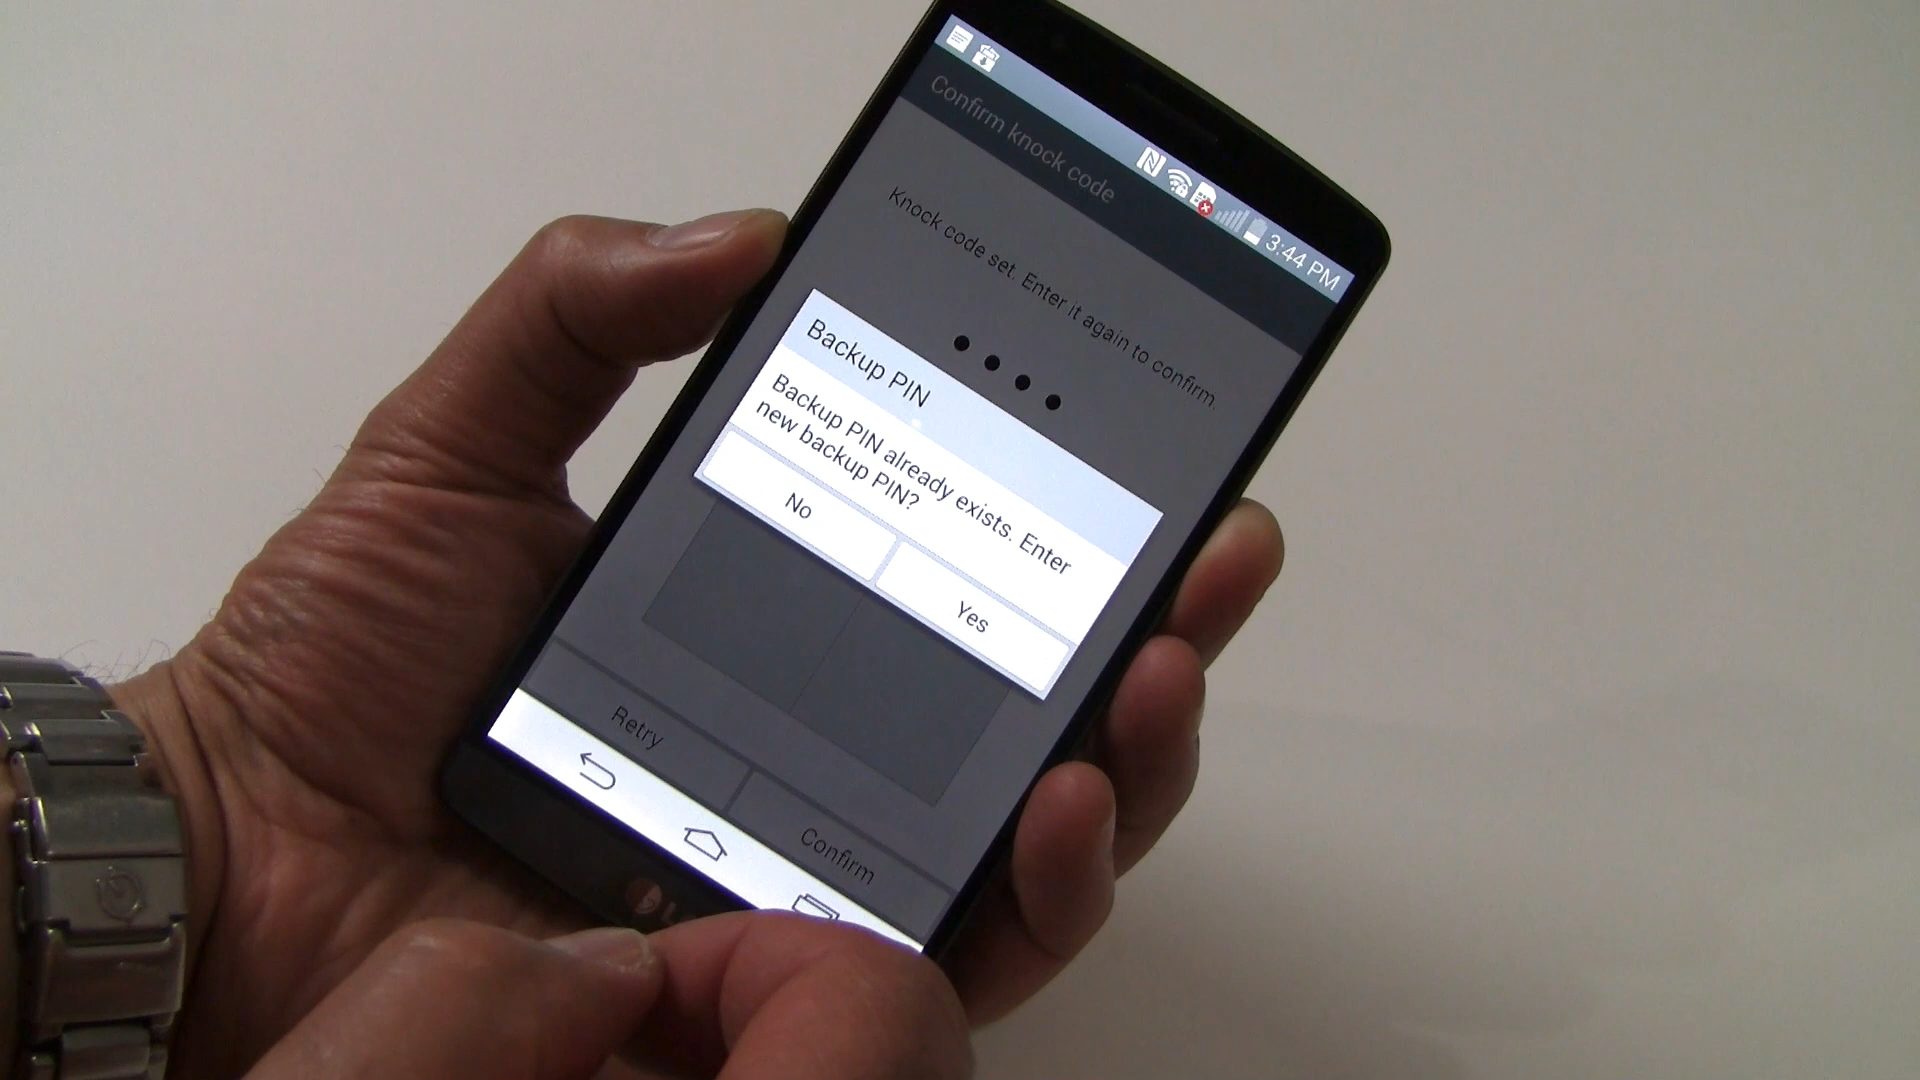 3:44 PM
Confirm knock code
Knock code set. Enter it again to confirm.
Backup PIN
Backup PIN already exists. Enter
new backup PIN?
No
Yes
Retry
Confirm